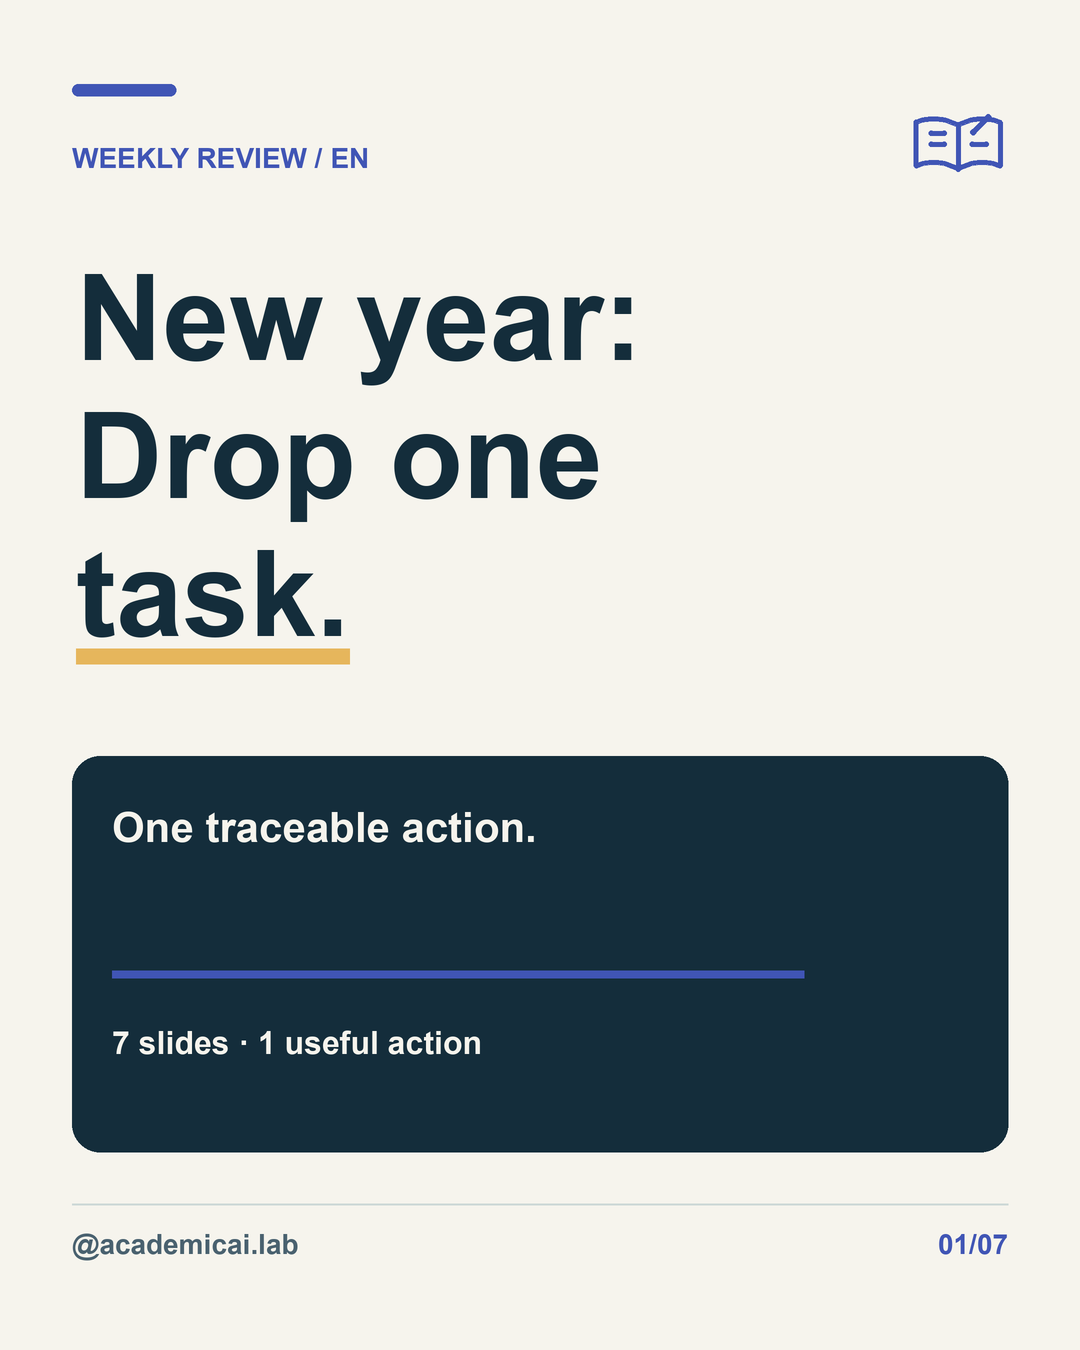 WEEKLY REVIEW / EN
New year:
Drop one
task.
One traceable action.
7 slides · 1 useful action
@academicai.lab
01/07